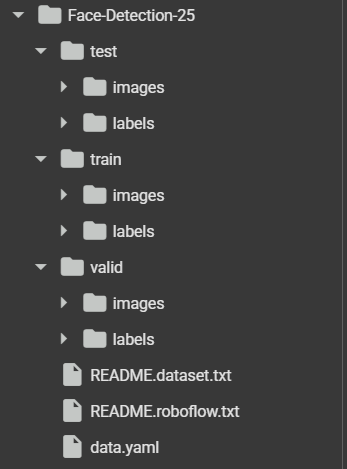 Face-Detection-25
test
images
labels
train
images
labels
valid
images
labels
README.dataset.txt
README.roboflow.txt
data.yaml